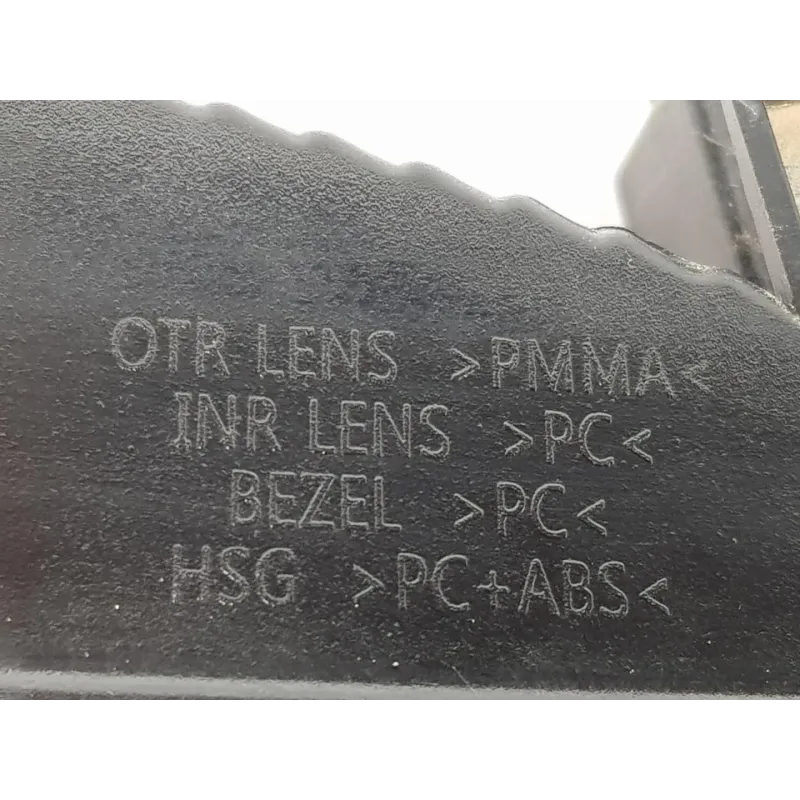 OTR LENS >PMMA<
INR LENS >PC<
BEZEL >PC<
HSG >PC+ABS<